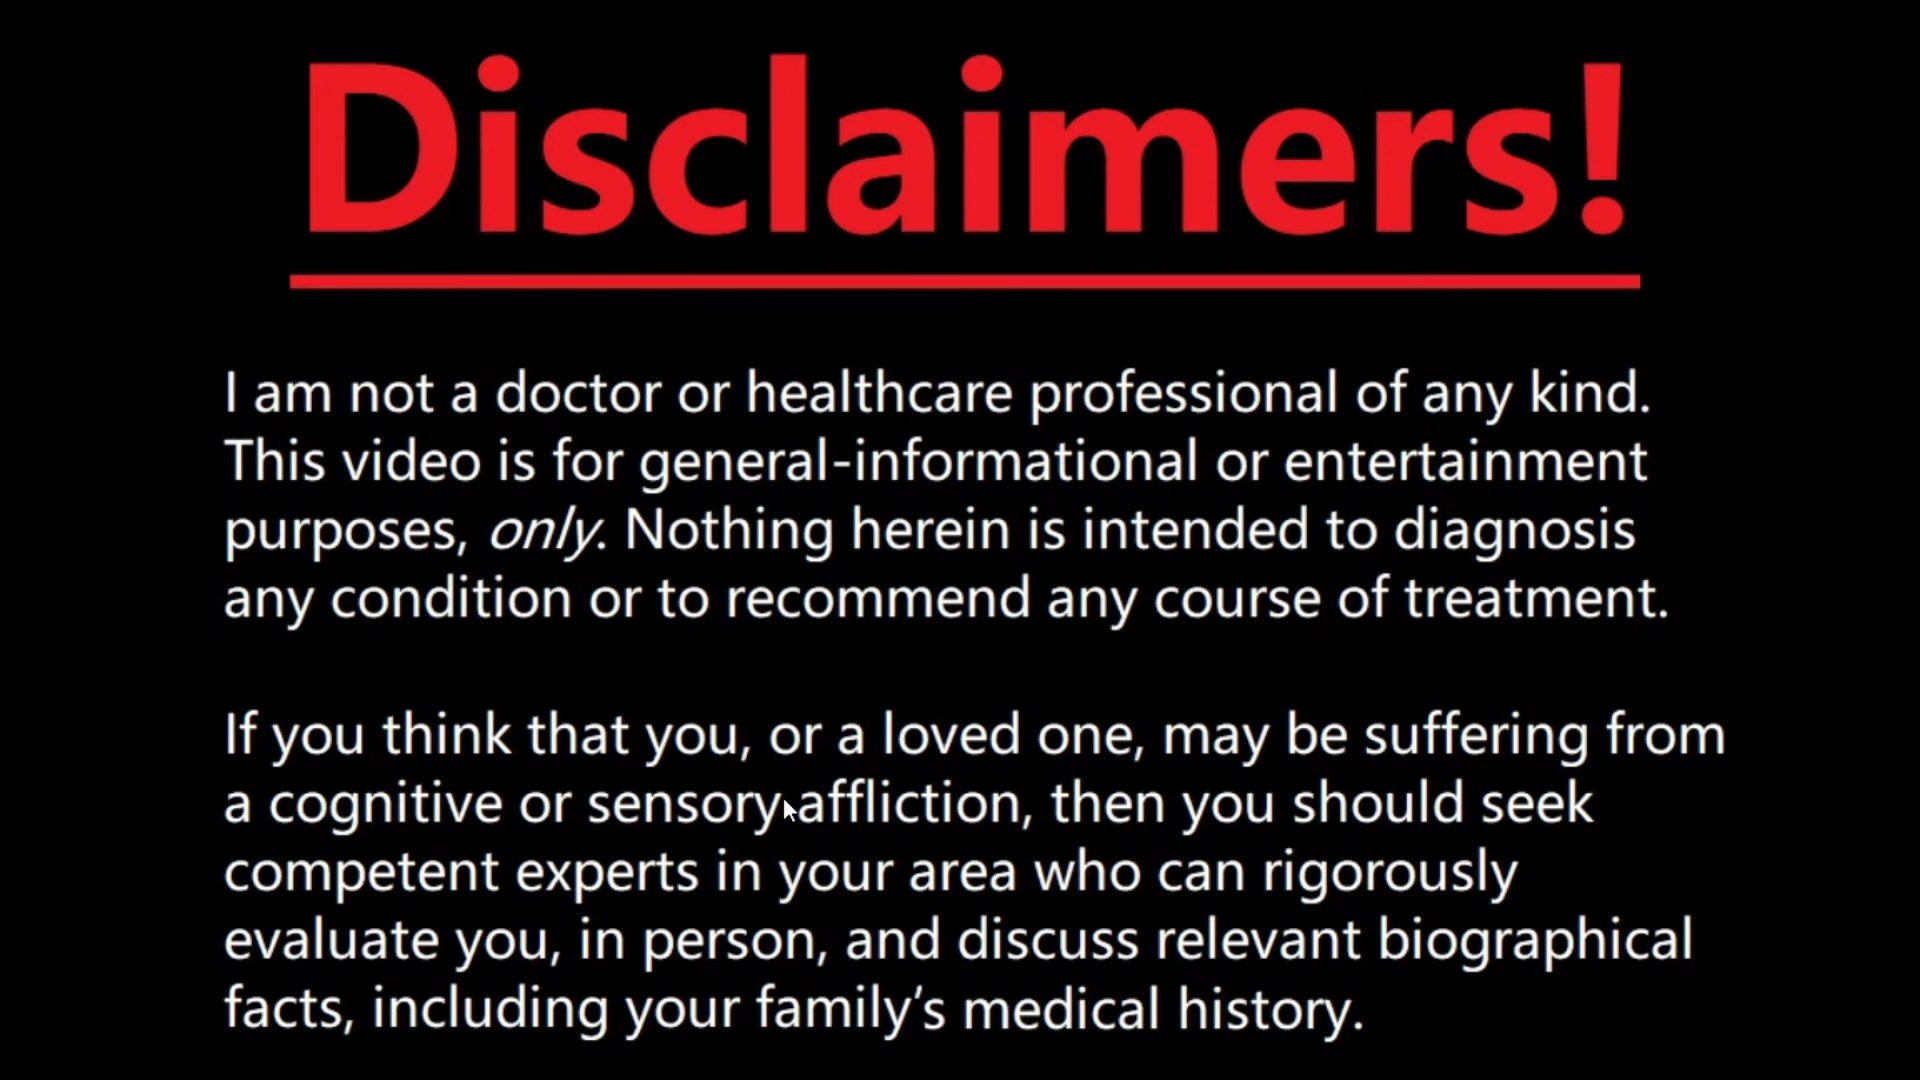 Disclaimers!
I am not a doctor or healthcare professional of any kind.
This video is for general-informational or entertainment
purposes, only. Nothing herein is intended to diagnosis
any condition or to recommend any course of treatment.
If you think that you, or a loved one, may be suffering from
a cognitive or sensory affliction, then you should seek
competent experts in your area who can rigorously
evaluate you, in person, and discuss relevant biographical
facts, including your family's medical history.